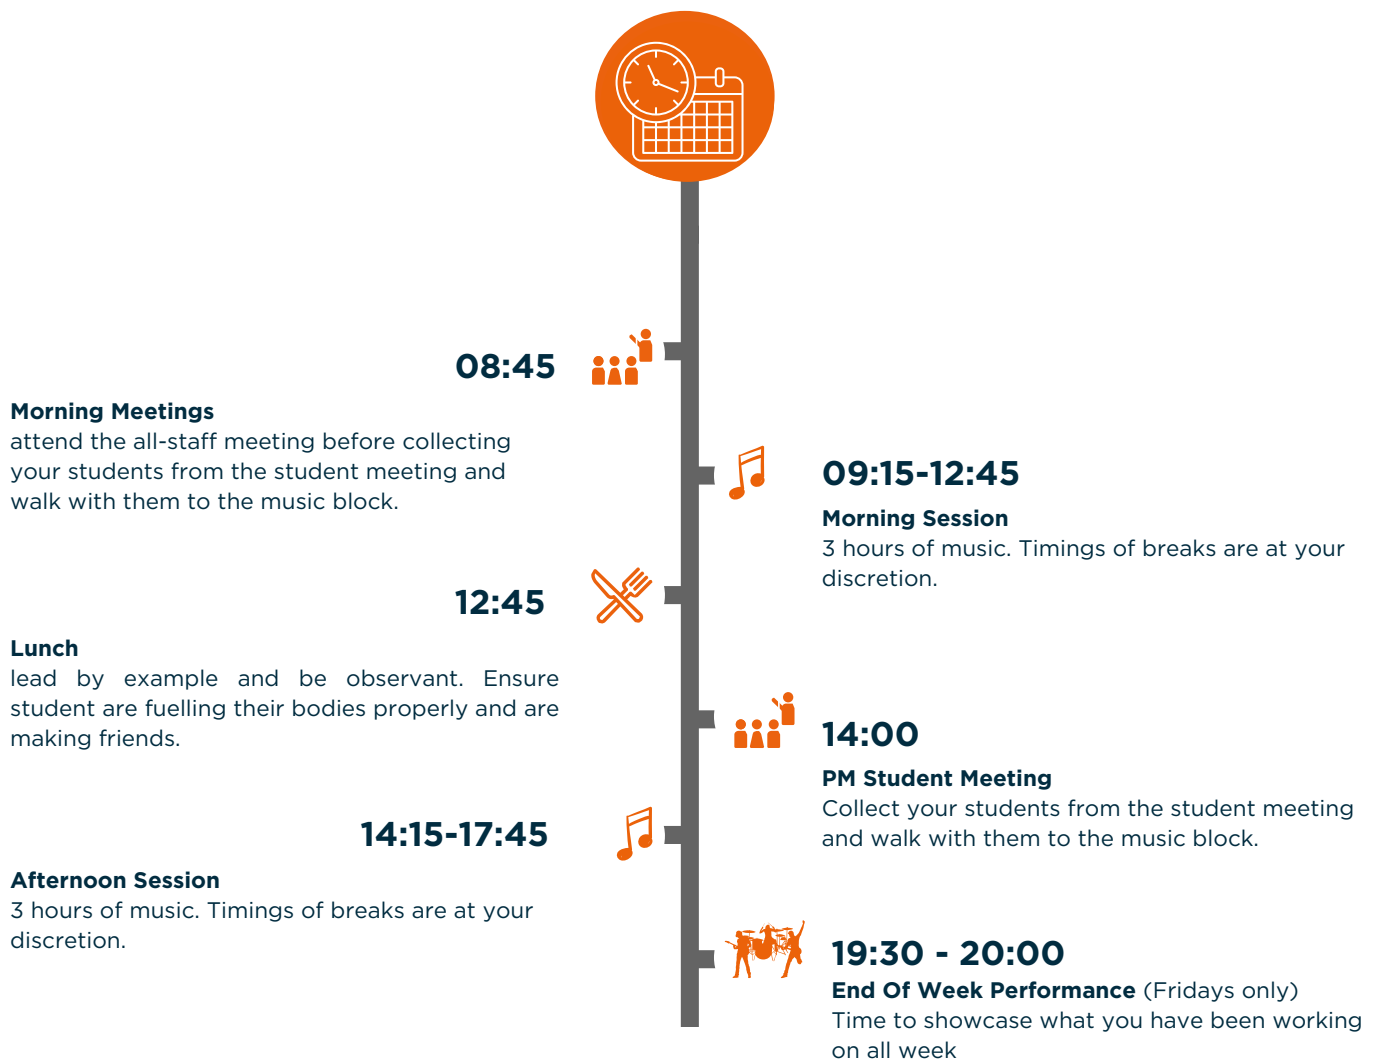 08:45
Morning Meetings
attend the all-staff meeting before collecting
your students from the student meeting and
walk with them to the music block.
09:15-12:45
Morning Session
3 hours of music. Timings of breaks are at your
discretion.
12:45
Lunch
lead by example and be observant. Ensure
student are fuelling their bodies properly and are
making friends.
14:00
PM Student Meeting
Collect your students from the student meeting
and walk with them to the music block.
14:15-17:45
Afternoon Session
3 hours of music. Timings of breaks are at your
discretion.
19:30 - 20:00
End Of Week Performance (Fridays only)
Time to showcase what you have been working
on all week